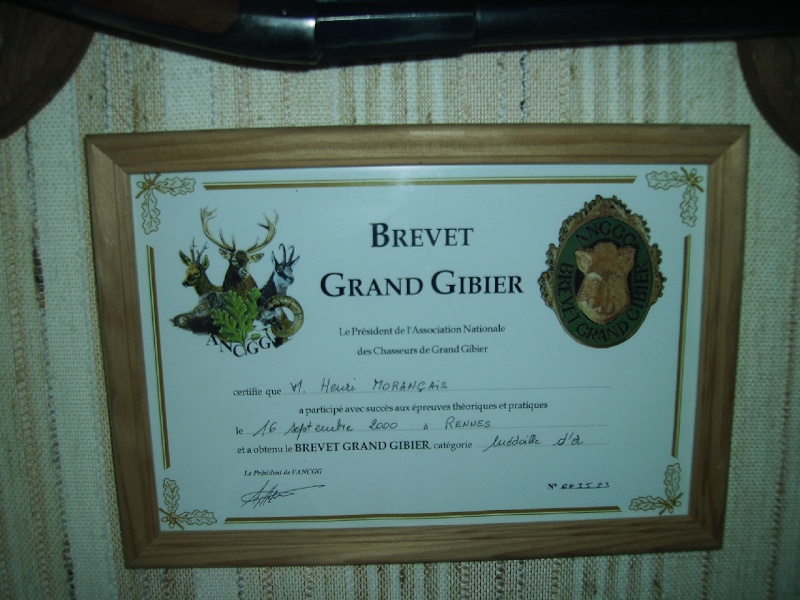 BREVET
GRAND GIBIER
ANCGG
ANCGG
BREVET GRAND GIBIER
Le Président de l'Association Nationale
des Chasseurs de Grand Gibier
certifie que M. Henri MORANÇAIS
a participé avec succès aux épreuves théoriques et pratiques
le 16 septembre 2000 à RENNES
et a obtenu le BREVET GRAND GIBIER, catégorie Médaille d'or
Le Président de l'ANCGG
N°